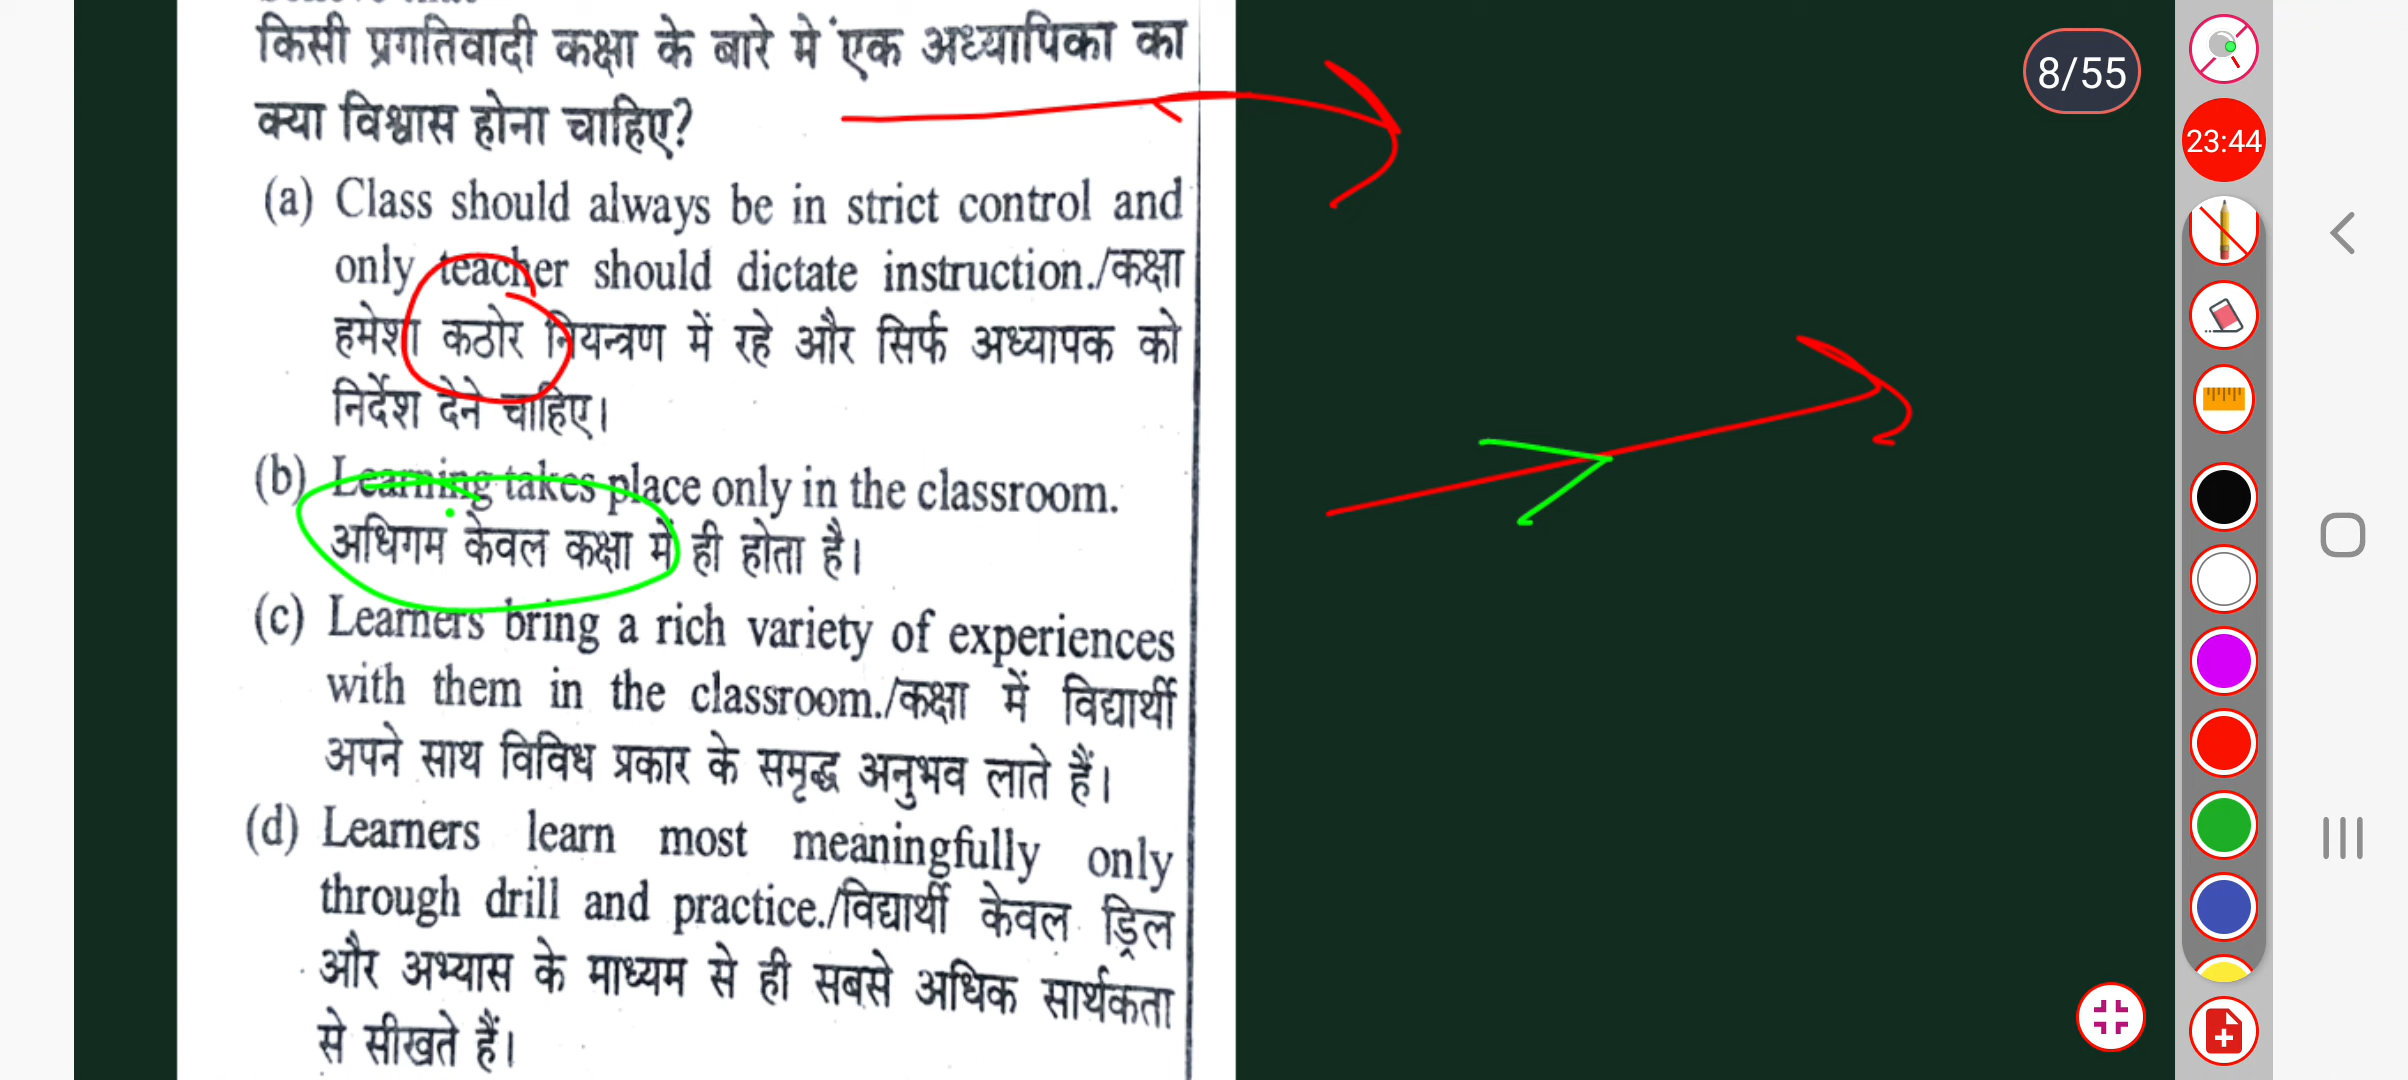 किसी प्रगतिवादी कक्षा के बारे में एक अध्यापिका का
8/55
क्या विश्वास होना चाहिए?
23:44
(a) Class should always be in strict control and
only teacher should dictate instruction./कक्षा
हमेशा कठोर नियन्त्रण में रहे और सिर्फ अध्यापक को
निर्देश देने चाहिए।
(b) Learning takes place only in the classroom.
अधिगम केवल कक्षा में ही होता है।
(c) Learners bring a rich variety of experiences
with them in the classroom./कक्षा में विद्यार्थी
अपने साथ विविध प्रकार के समृद्ध अनुभव लाते हैं।
(d) Learners learn most meaningfully only
through drill and practice./विद्यार्थी केवल ड्रिल
और अभ्यास के माध्यम से ही सबसे अधिक सार्थकता
से सीखते हैं।